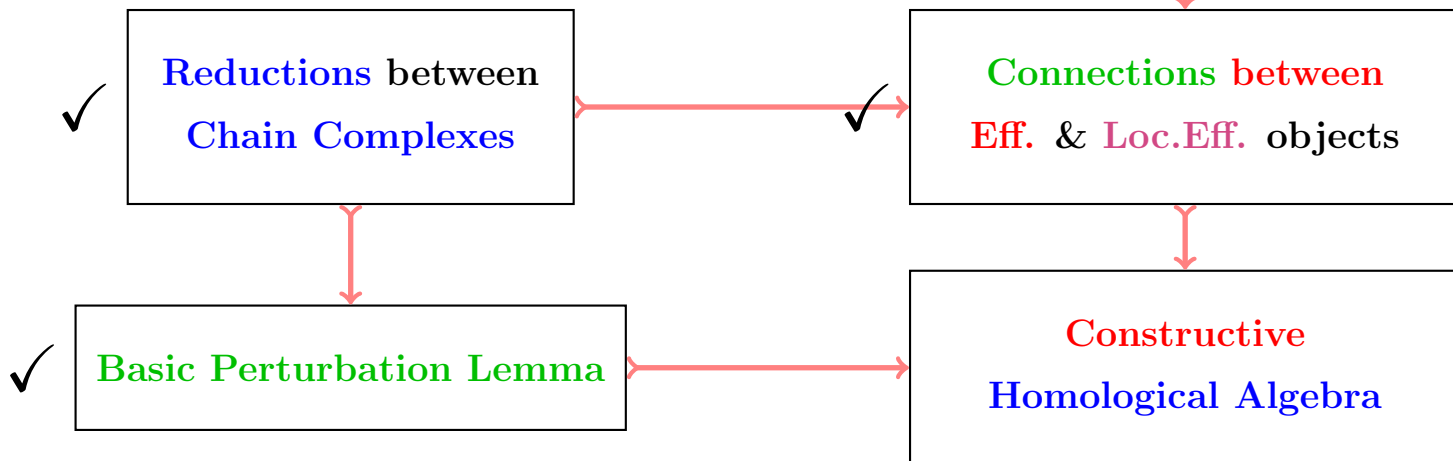 Reductions between
Chain Complexes
Connections between
Eff. & Loc.Eff. objects
Basic Perturbation Lemma
Constructive
Homological Algebra